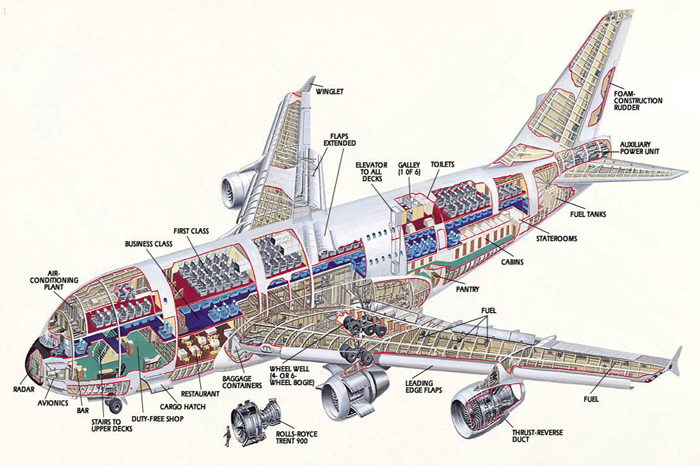 WINGLET
FLAPS
EXTENDED
ELEVATOR
TO ALL
DECKS
GALLEY
(1 OF 6)
TOILETS
FOAM-
CONSTRUCTION
RUDDER
AUXILIARY
POWER UNIT
FUEL TANKS
STATEROOMS
CABINS
PANTRY
FIRST CLASS
BUSINESS CLASS
AIR-
CONDITIONING
PLANT
RADAR
AVIONICS
BAR
STAIRS TO
UPPER DECKS
DUTY-FREE SHOP
CARGO HATCH
RESTAURANT
BAGGAGE
CONTAINERS
WHEEL WELL
(4- OR 6-
WHEEL BOGIE)
ROLLS-ROYCE
TRENT 900
FUEL
LEADING
EDGE FLAPS
THRUST-REVERSE
DUCT
FUEL